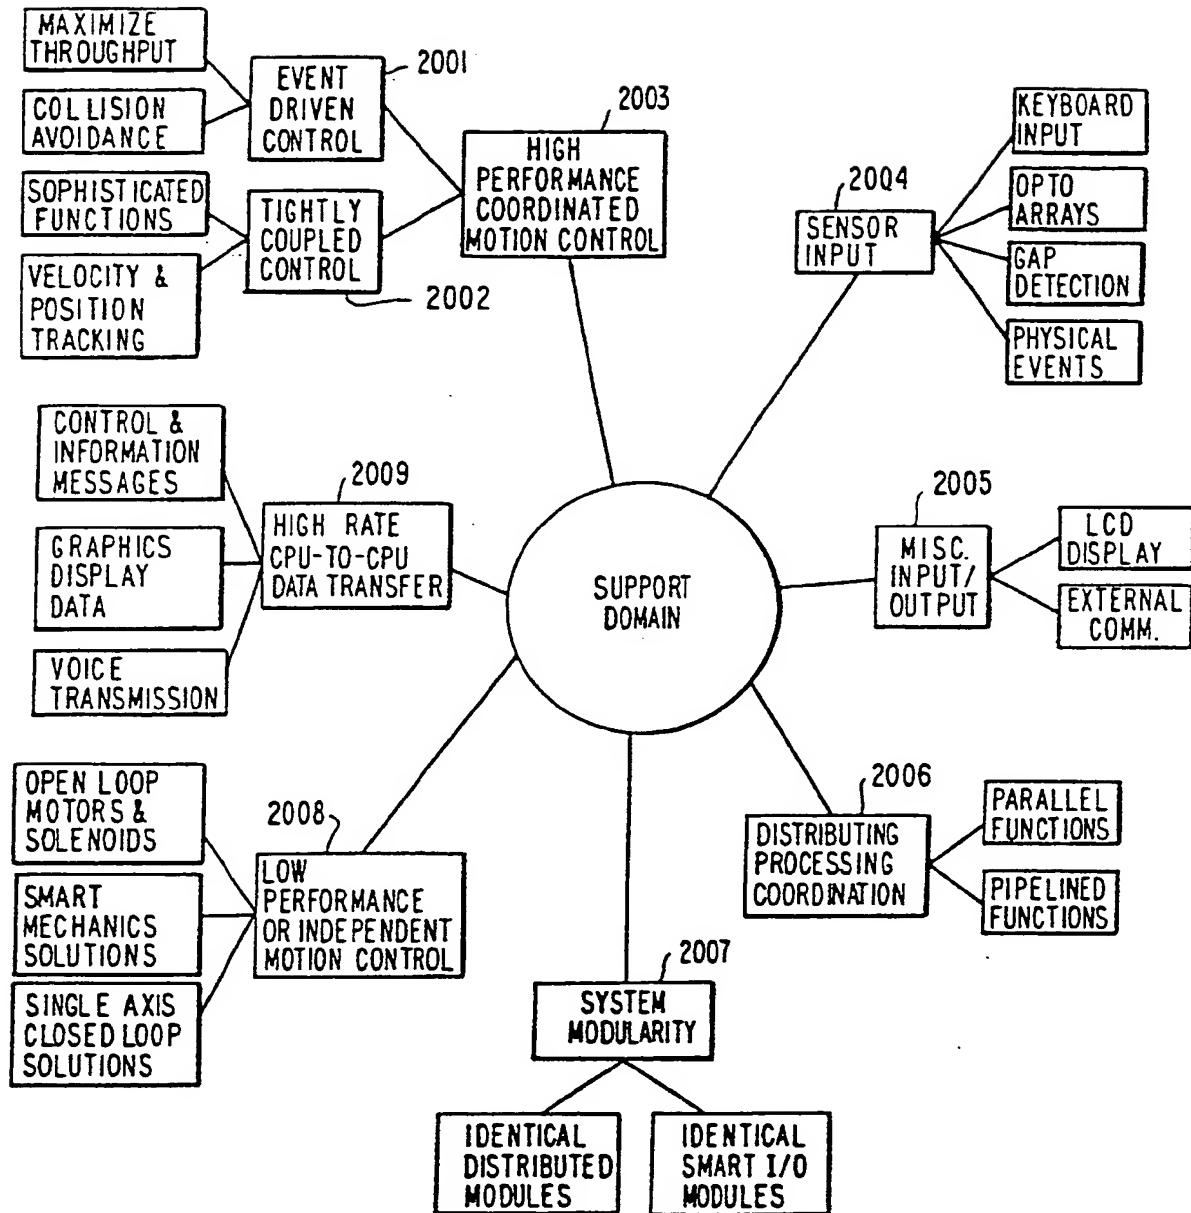 MAXIMIZE
THROUGHPUT
COLLISION
AVOIDANCE
SOPHISTICATED
FUNCTIONS
VELOCITY &
POSITION
TRACKING
EVENT
DRIVEN
CONTROL
2001
TIGHTLY
COUPLED
CONTROL
2002
2003
HIGH
PERFORMANCE
COORDINATED
MOTION CONTROL
2004
SENSOR
INPUT
KEYBOARD
INPUT
OPTO
ARRAYS
GAP
DETECTION
PHYSICAL
EVENTS
CONTROL &
INFORMATION
MESSAGES
GRAPHICS
DISPLAY
DATA
VOICE
TRANSMISSION
2009
HIGH RATE
CPU-TO-CPU
DATA TRANSFER
SUPPORT
DOMAIN
2005
MISC.
INPUT/
OUTPUT
LCD
DISPLAY
EXTERNAL
COMM.
OPEN LOOP
MOTORS &
SOLENOIDS
SMART
MECHANICS
SOLUTIONS
SINGLE AXIS
CLOSED LOOP
SOLUTIONS
2008
LOW
PERFORMANCE
OR INDEPENDENT
MOTION CONTROL
2006
DISTRIBUTING
PROCESSING
COORDINATION
PARALLEL
FUNCTIONS
PIPELINED
FUNCTIONS
2007
SYSTEM
MODULARITY
IDENTICAL
DISTRIBUTED
MODULES
IDENTICAL
SMART I/O
MODULES